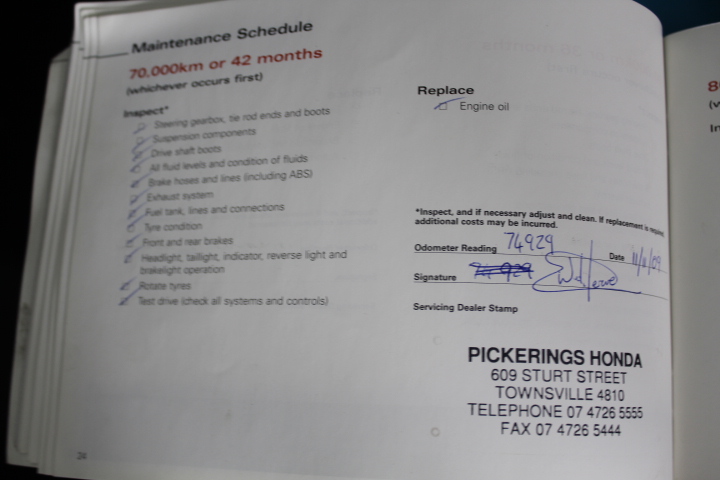 Maintenance Schedule
70,000km or 42 months
(whichever occurs first)
Inspect*
Steering gearbox, tie rod ends and boots
Suspension components
Drive shaft boots
All fluid levels and condition of fluids
Brake hoses and lines (including ABS)
Exhaust system
Fuel tank, lines and connections
Tyre condition
Front and rear brakes
Headlight, taillight, indicator, reverse light and
brakelight operation
Rotate tyres
Test drive (check all systems and controls)
24
Replace
Engine oil
*Inspect, and if necessary adjust and clean. If replacement is required,
additional costs may be incurred.
Odometer Reading 74929 Date 11/4/09
Signature
Servicing Dealer Stamp
PICKERINGS HONDA
609 STURT STREET
TOWNSVILLE 4810
TELEPHONE 07 4726 5555
FAX 07 4726 5444
8
(w
In